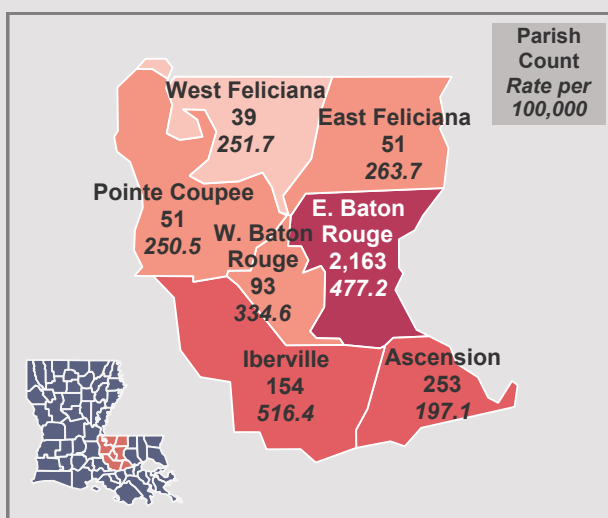 Parish
Count
Rate per
100,000
West Feliciana
39
251.7
East Feliciana
51
263.7
Pointe Coupee
51
250.5
W. Baton
Rouge
93
334.6
E. Baton
Rouge
2,163
477.2
Iberville
154
516.4
Ascension
253
197.1